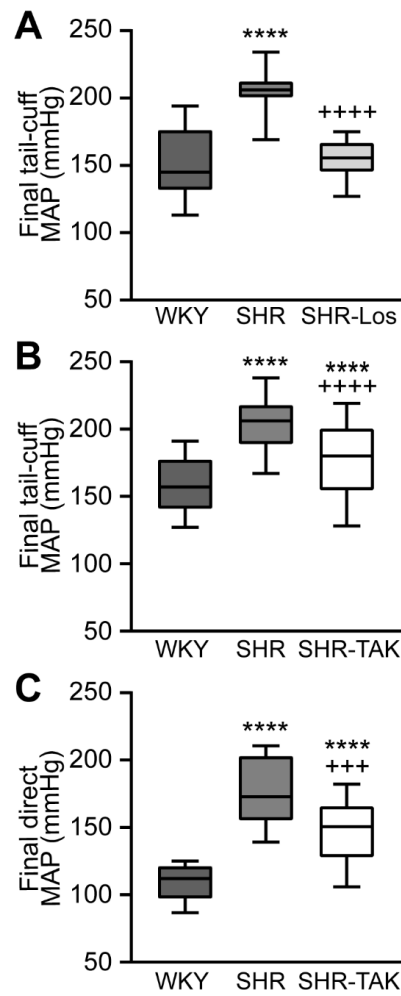 A
Final tail-cuff
MAP (mmHg)
250
200
150
100
50
****
++++
WKY SHR SHR-Los
B
Final tail-cuff
MAP (mmHg)
250
200
150
100
50
****
****
++++
WKY SHR SHR-TAK
C
Final direct
MAP (mmHg)
250
200
150
100
50
****
****
+++
WKY SHR SHR-TAK